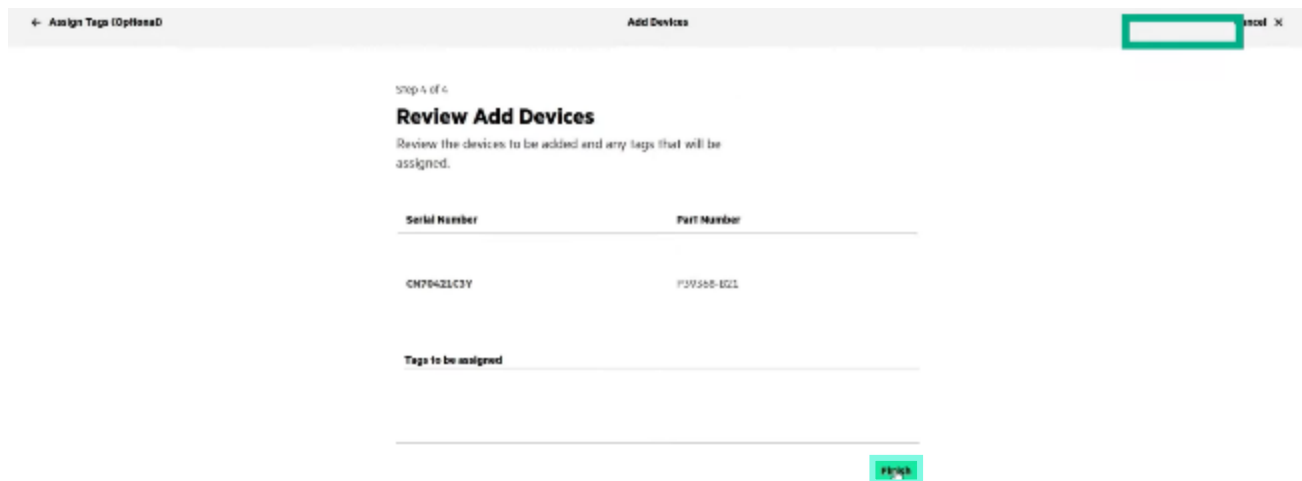 ← Assign Tags (Optional)
Add Devices
ncel ×
Step 4 of 4
Review Add Devices
Review the devices to be added and any tags that will be
assigned.
Serial Number Part Number
CN70421C3Y
Tags to be assigned
Finish